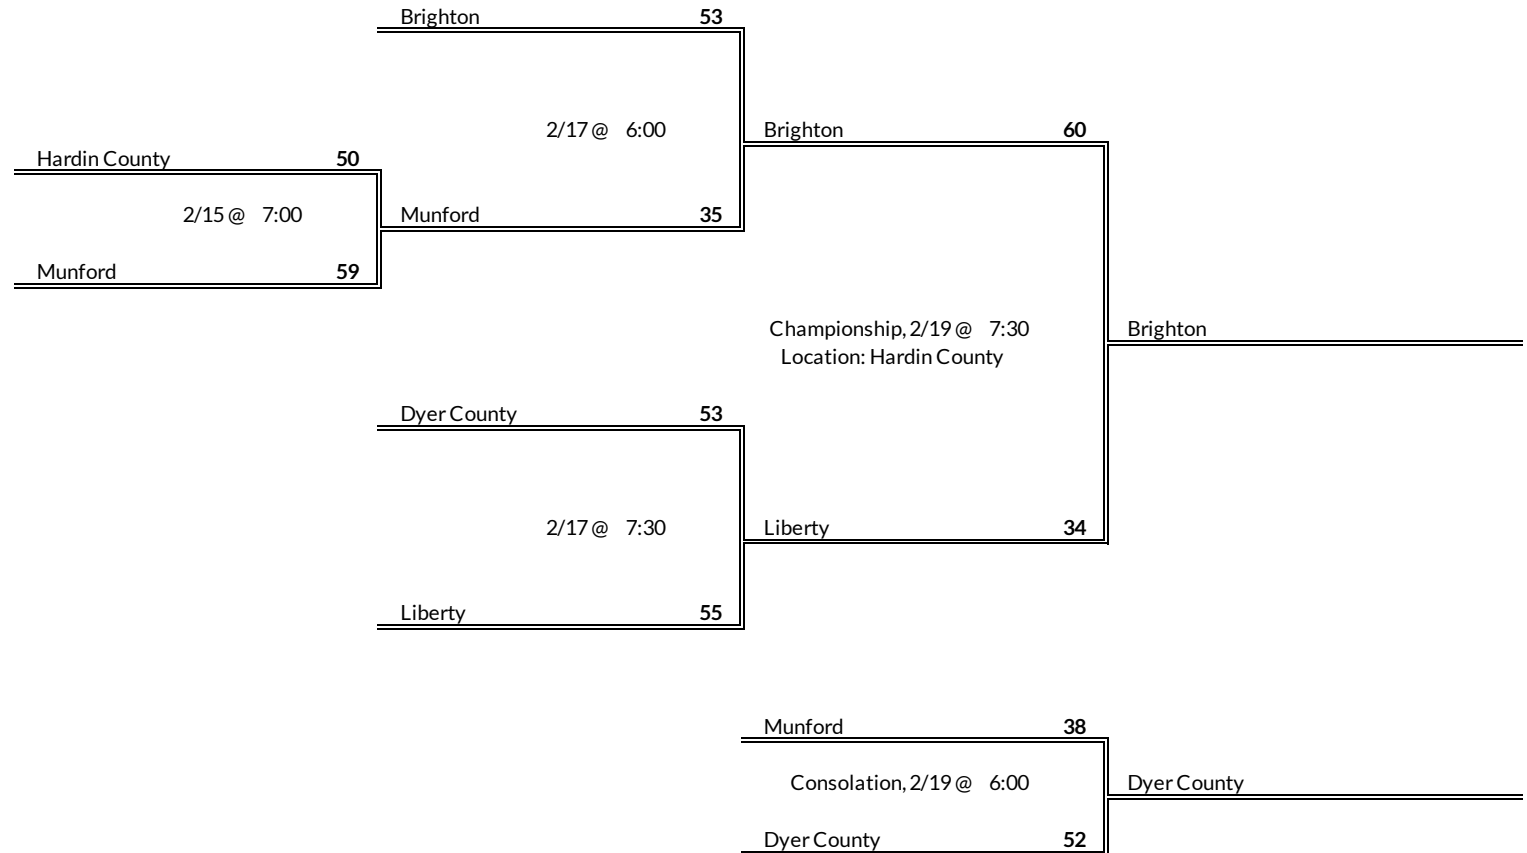 Brighton 53
2/17 @ 6:00
Brighton 60
Hardin County 50
2/15 @ 7:00
Munford 35
Munford 59
Championship, 2/19 @ 7:30
Brighton
Location: Hardin County
Dyer County 53
2/17 @ 7:30
Liberty 34
Liberty 55
Munford 38
Consolation, 2/19 @ 6:00
Dyer County
Dyer County 52